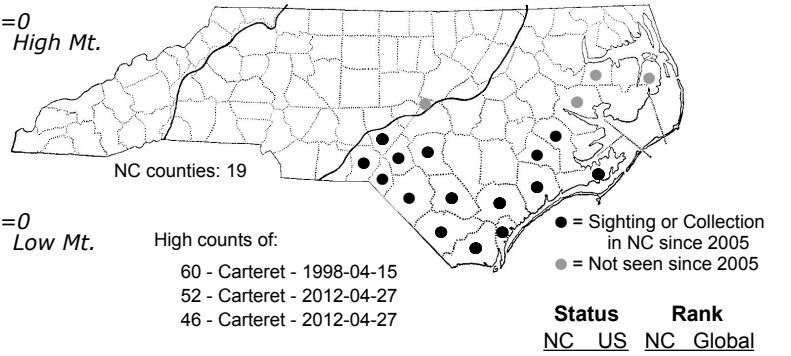 =0
High Mt.
NC counties: 19
=0
Low Mt.
High counts of:
60 - Carteret - 1998-04-15
52 - Carteret - 2012-04-27
46 - Carteret - 2012-04-27
= Sighting or Collection
in NC since 2005
= Not seen since 2005
Status Rank
NC US NC Global